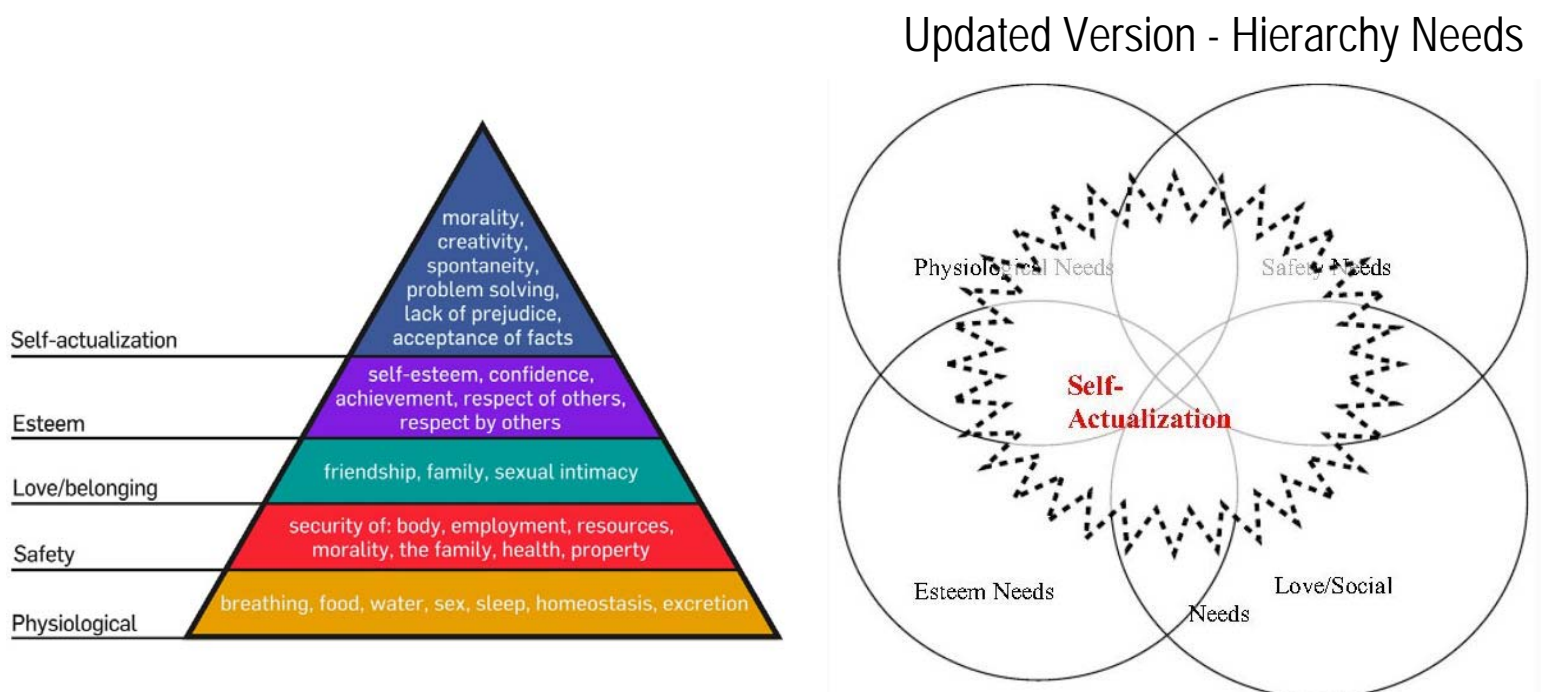 Updated Version - Hierarchy Needs
morality,
creativity,
spontaneity,
problem solving,
lack of prejudice,
acceptance of facts
Self-actualization
self-esteem, confidence,
achievement, respect of others,
respect by others
Esteem
friendship, family, sexual intimacy
Love/belonging
security of: body, employment, resources,
morality, the family, health, property
Safety
breathing, food, water, sex, sleep, homeostasis, excretion
Physiological
Physiological Needs
Safety Needs
Self-
Actualization
Esteem Needs
Love/Social
Needs